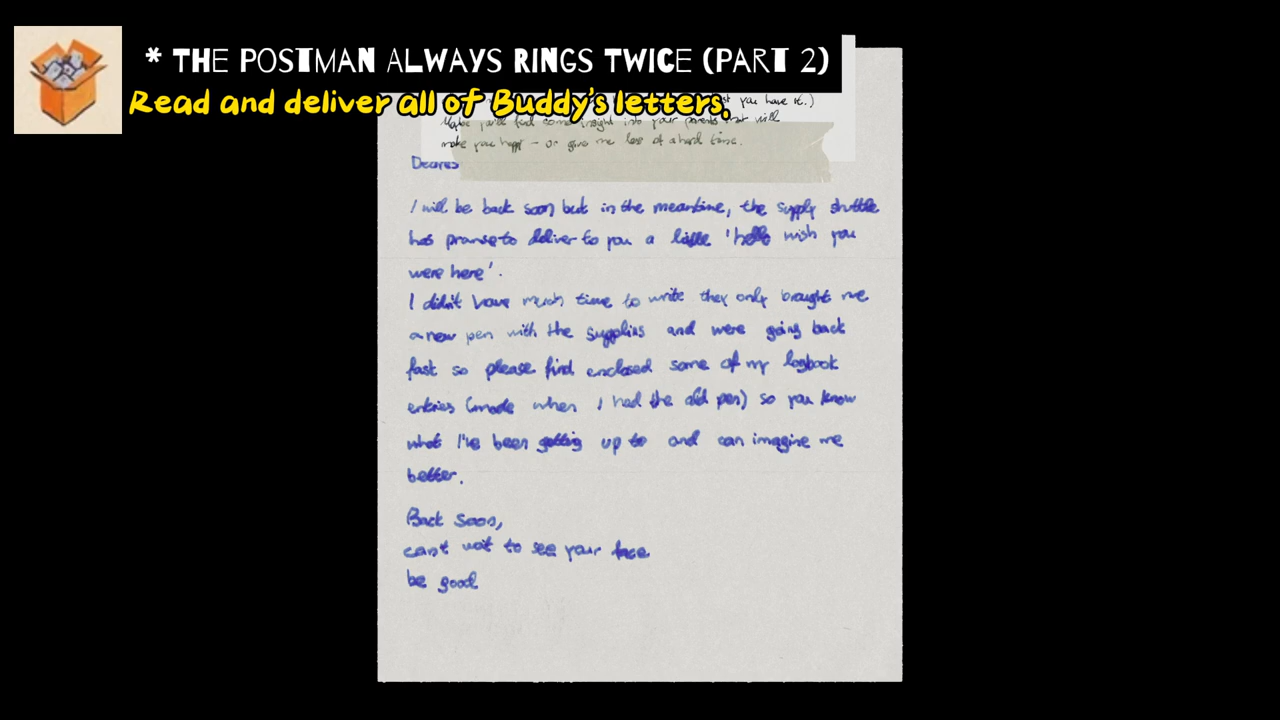 * THE POSTMAN ALWAYS RINGS TWICE (PART 2)
Read and deliver all of Buddy's letters.
you have it.)
Maybe you'll find some insight into your parents that will
make you happy – or give me less of a hard time.
Deares
I will be back soon but in the meantime, the supply shuttle
has promise to deliver to you a little 'hello wish you
were here'.
I didn't have much time to write they only brought me
a new pen with the supplies and were going back
fast so please find enclosed some of my logbook
entries (made when I had the old pen) so you know
what I've been getting up to and can imagine me
better.
Back soon,
can't wait to see your face
be good